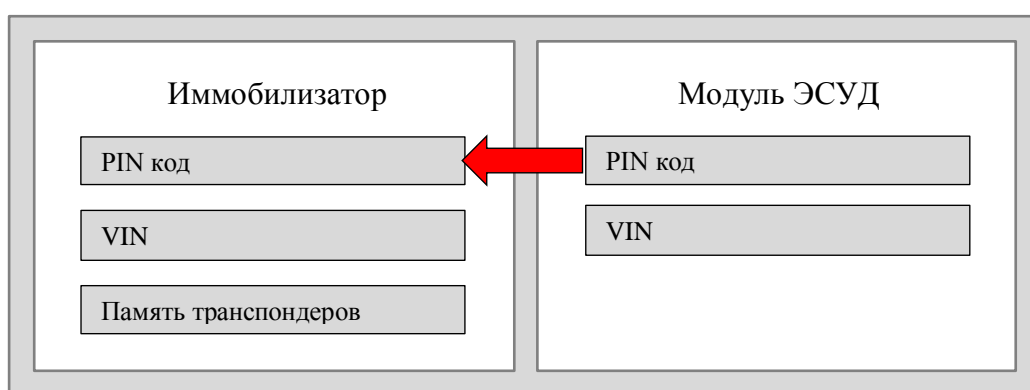 Иммобилизатор
PIN код
VIN
Память транспондеров
Модуль ЭСУД
PIN код
VIN